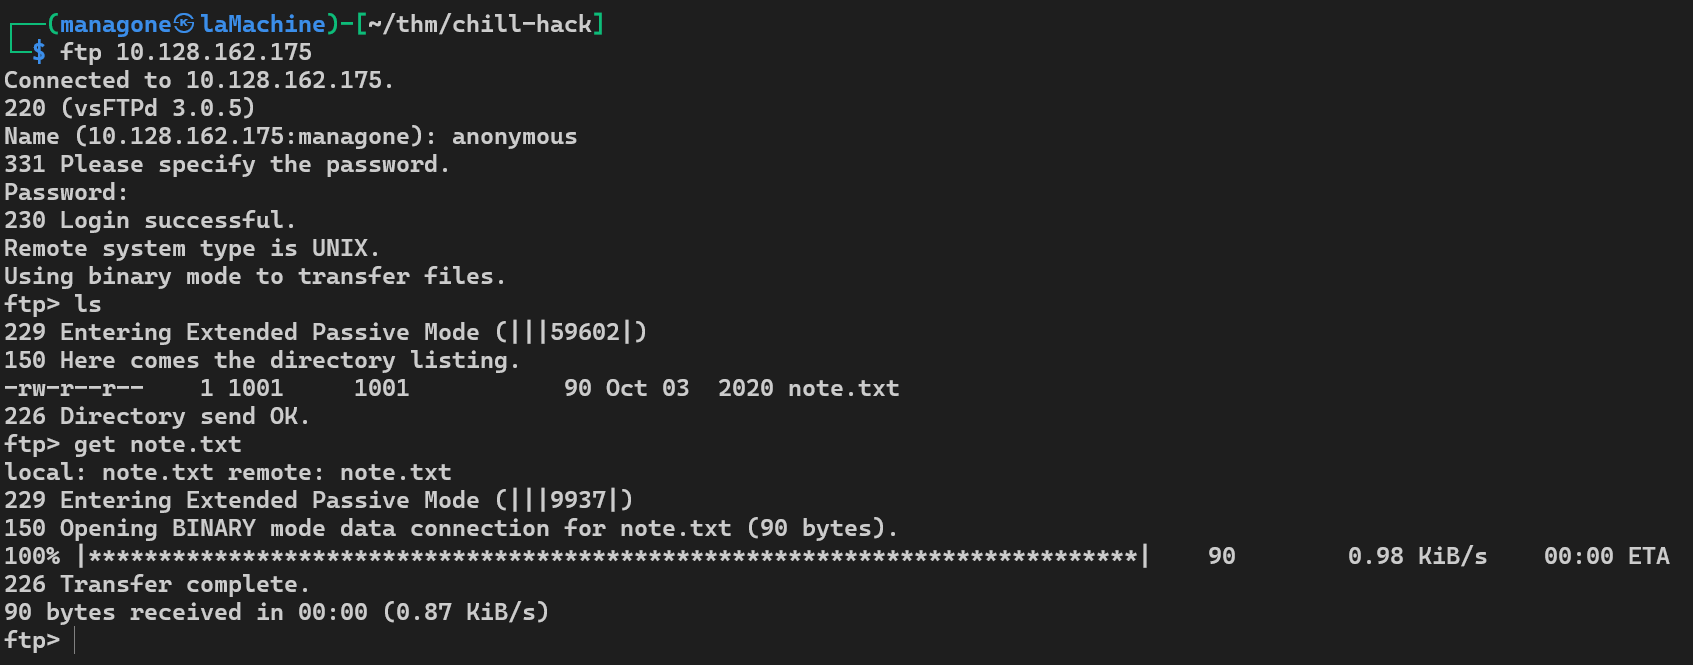 ┌──(managone㉿laMachine)-[~/thm/chill-hack]
└─$ ftp 10.128.162.175
Connected to 10.128.162.175.
220 (vsFTPd 3.0.5)
Name (10.128.162.175:managone): anonymous
331 Please specify the password.
Password:
230 Login successful.
Remote system type is UNIX.
Using binary mode to transfer files.
ftp> ls
229 Entering Extended Passive Mode (|||59602|)
150 Here comes the directory listing.
-rw-r--r--    1 1001     1001           90 Oct 03  2020 note.txt
226 Directory send OK.
ftp> get note.txt
local: note.txt remote: note.txt
229 Entering Extended Passive Mode (|||9937|)
150 Opening BINARY mode data connection for note.txt (90 bytes).
100% |***************************************************************************|    90        0.98 KiB/s    00:00 ETA
226 Transfer complete.
90 bytes received in 00:00 (0.87 KiB/s)
ftp>